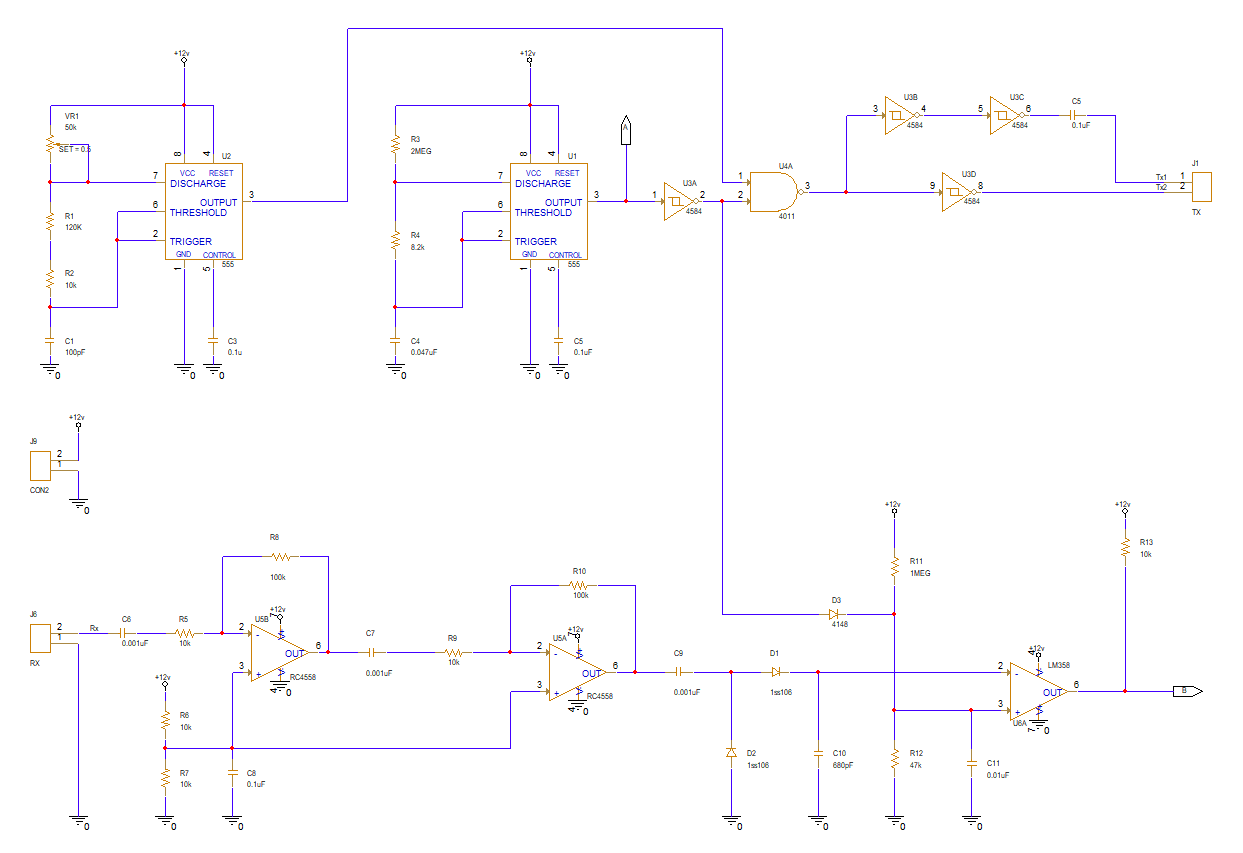 +12v
VR1
50k
SET = 0.5
R1
120K
R2
10k
C1
100pF
0
8
4
U2
VCC
RESET
7
DISCHARGE
6
THRESHOLD
OUTPUT
3
2
TRIGGER
GND
CONTROL
555
1
5
0
C3
0.1u
0
+12v
R3
2MEG
R4
8.2k
C4
0.047uF
0
8
4
U1
VCC
RESET
7
DISCHARGE
6
THRESHOLD
OUTPUT
3
2
TRIGGER
GND
CONTROL
555
1
5
0
C5
0.1uF
0
A
1
U3A
2
4584
1
2
U4A
3
4011
3
U3B
4
4584
5
U3C
6
4584
C5
0.1uF
9
U3D
8
4584
J1
Tx1
1
Tx2
2
TX
+12v
J9
2
1
CON2
0
J6
2
Rx
1
RX
0
C6
0.001uF
R5
10k
R8
100k
+12v
7
U5B
2
-
OUT
6
3
+
RC4558
4
0
+12v
R6
10k
R7
10k
0
C8
0.1uF
0
C7
0.001uF
R9
10k
R10
100k
+12v
7
U5A
2
-
OUT
6
3
+
RC4558
4
0
C9
0.001uF
D1
1ss106
D2
1ss106
0
C10
680pF
0
D3
4148
+12v
R11
1MEG
R12
47k
0
C11
0.01uF
0
+12v
4
LM358
2
-
OUT
6
3
+
U6A
7
0
+12v
R13
10k
B